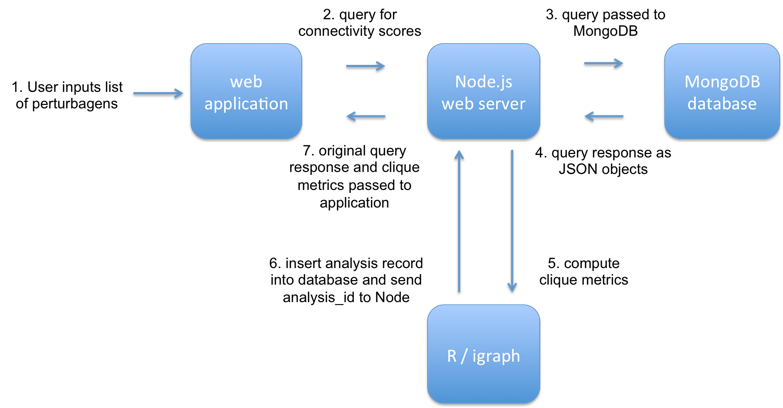 1. User inputs list
of perturbagens
web
application
2. query for
connectivity scores
Node.js
web server
3. query passed to
MongoDB
MongoDB
database
4. query response as
JSON objects
7. original query
response and clique
metrics passed to
application
6. insert analysis record
into database and send
analysis_id to Node
5. compute
clique metrics
R / igraph